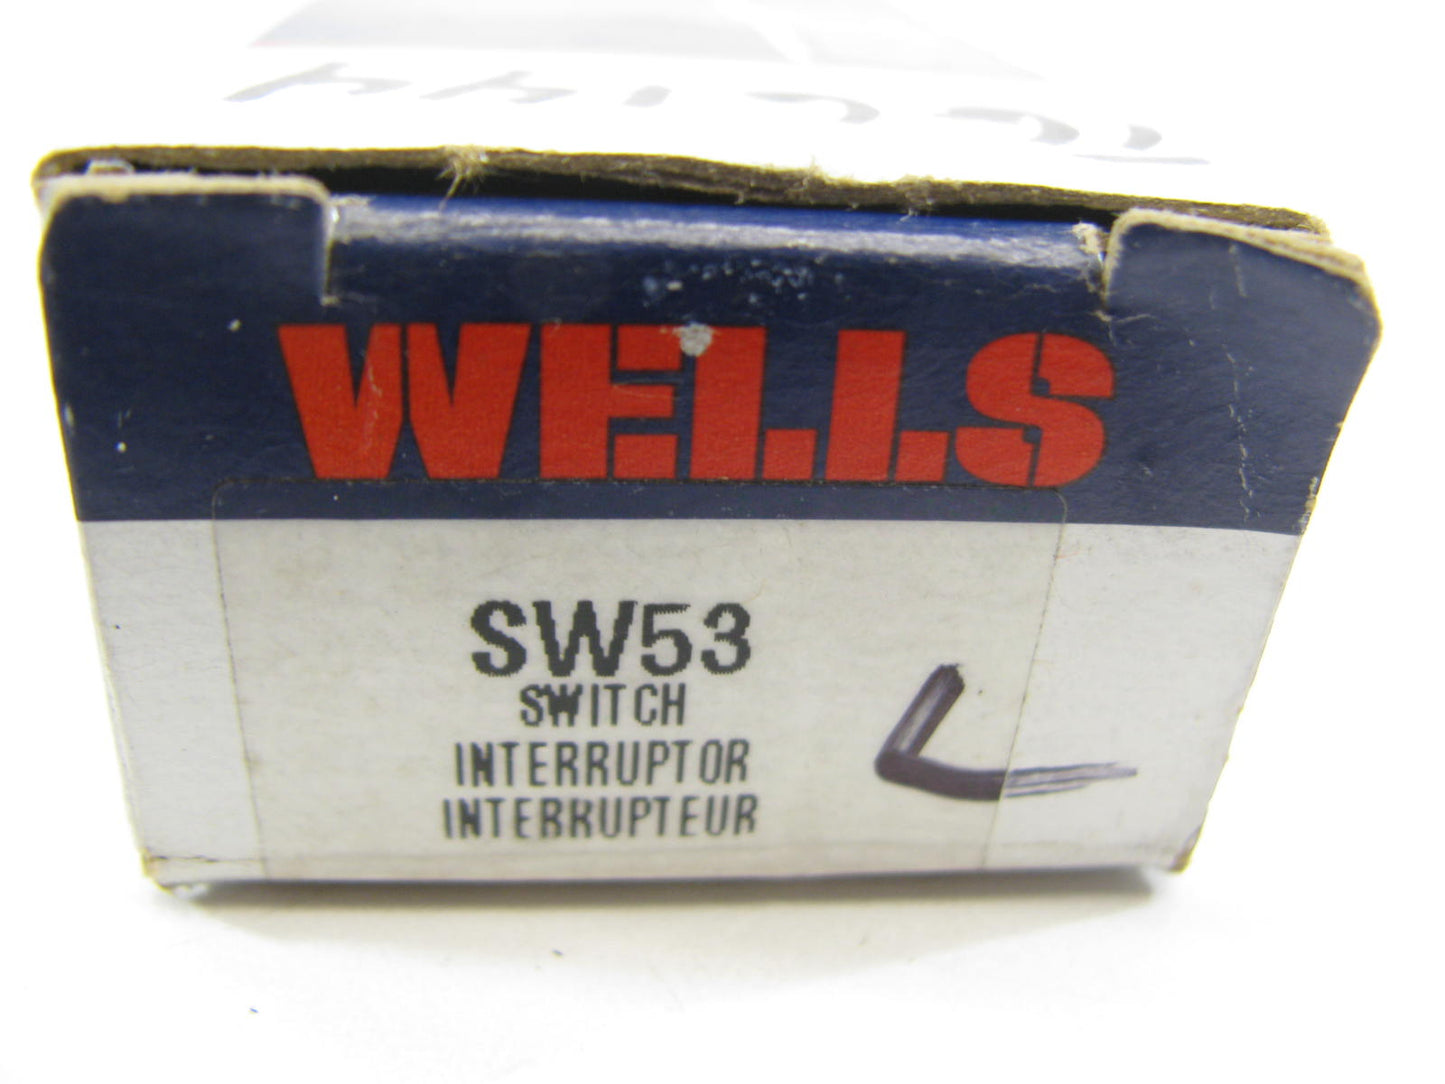 WELLS
SW53
SWITCH
INTERRUPTOR
INTERRUPTEUR
L